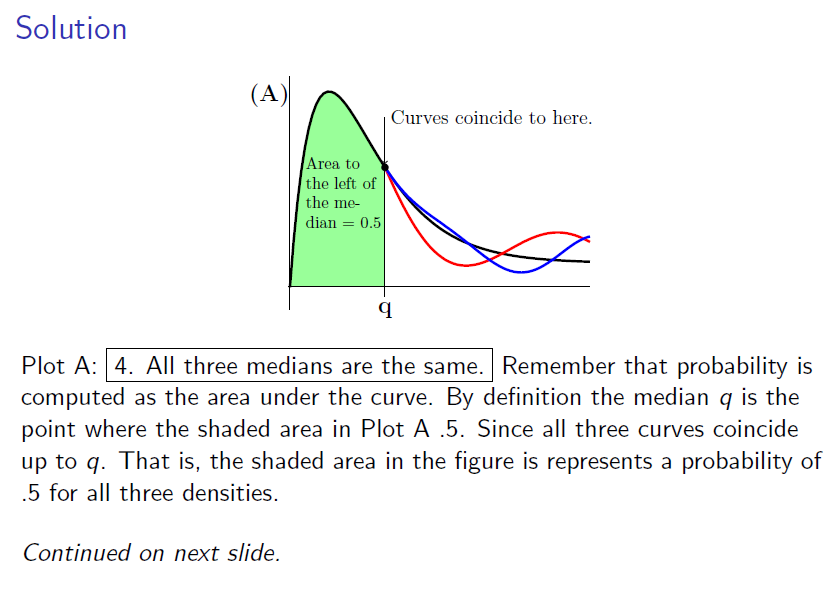 Solution
(A)
Curves coincide to here.
Area to
the left of
the me-
dian = 0.5
q
Plot A: 4. All three medians are the same. Remember that probability is
computed as the area under the curve. By definition the median q is the
point where the shaded area in Plot A .5. Since all three curves coincide
up to q. That is, the shaded area in the figure is represents a probability of
.5 for all three densities.
Continued on next slide.